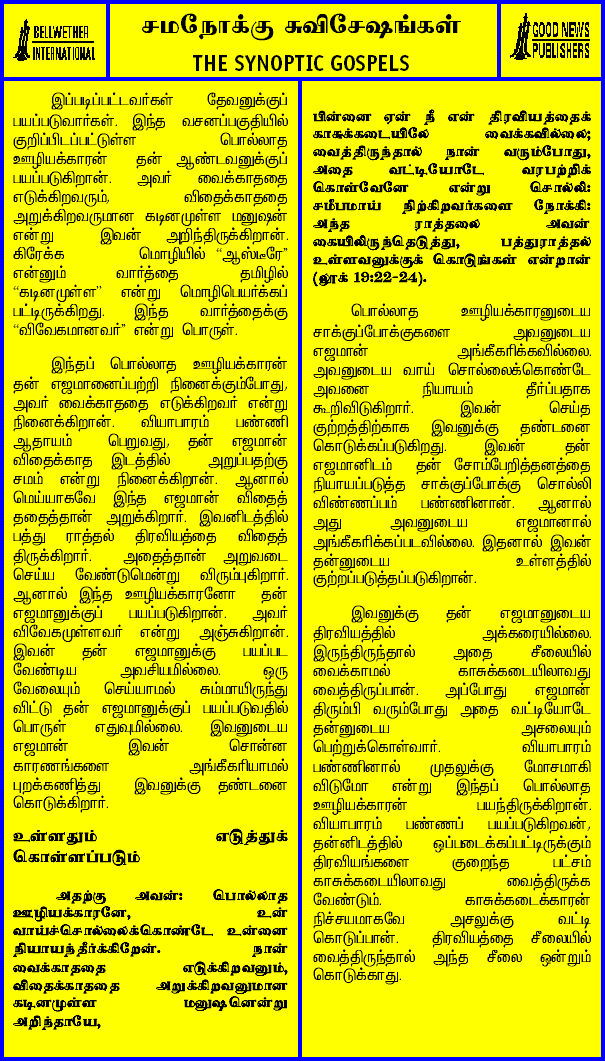 BELLWETHER
INTERNATIONAL
சமநோக்கு சுவிசேஷங்கள்
THE SYNOPTIC GOSPELS
GOOD NEWS
PUBLISHERS
இப்படிப்பட்டவர்கள் தேவனுக்குப்
பயப்படுவார்கள். இந்த வசனப்பகுதியில்
குறிப்பிடப்பட்டுள்ள பொல்லாத
ஊழியக்காரன் தன் ஆண்டவனுக்குப்
பயப்படுகிறான். அவர் வைக்காததை
எடுக்கிறவரும், விதைக்காததை
அறுக்கிறவருமான கடினமுள்ள மனுஷன்
என்று இவன் அறிந்திருக்கிறான்.
கிரேக்க மொழியில் “ஆஸ்டீரே”
என்னும் வார்த்தை தமிழில்
“கடினமுள்ள” என்று மொழிபெயர்க்கப்
பட்டிருக்கிறது. இந்த வார்த்தைக்கு
“விவேகமானவர்” என்று பொருள்.
இந்தப் பொல்லாத ஊழியக்காரன்
தன் எஜமானைப்பற்றி நினைக்கும்போது,
அவர் வைக்காததை எடுக்கிறவர் என்று
நினைக்கிறான். வியாபாரம் பண்ணி
ஆதாயம் பெறுவது, தன் எஜமான்
விதைக்காத இடத்தில் அறுப்பதற்கு
சமம் என்று நினைக்கிறான். ஆனால்
மெய்யாகவே இந்த எஜமான் விதைத்
ததைத்தான் அறுக்கிறார். இவனிடத்தில்
பத்து ராத்தல் திரவியத்தை விதைத்
திருக்கிறார். அதைத்தான் அறுவடை
செய்ய வேண்டுமென்று விரும்புகிறார்.
ஆனால் இந்த ஊழியக்காரனோ தன்
எஜமானுக்குப் பயப்படுகிறான். அவர்
விவேகமுள்ளவர் என்று அஞ்சுகிறான்.
இவன் தன் எஜமானுக்கு பயப்பட
வேண்டிய அவசியமில்லை. ஒரு
வேலையும் செய்யாமல் சும்மாயிருந்து
விட்டு தன் எஜமானுக்குப் பயப்படுவதில்
பொருள் எதுவுமில்லை. இவனுடைய
எஜமான் இவன் சொன்ன
காரணங்களை அங்கீகரியாமல்
புறக்கணித்து இவனுக்கு தண்டனை
கொடுக்கிறார்.
உள்ளதும் எடுத்துக்
கொள்ளப்படும்
அதற்கு அவன்: பொல்லாத
ஊழியக்காரனே, உன்
வாய்ச்சொல்லைக்கொண்டே உன்னை
நியாயந்தீர்க்கிறேன். நான்
வைக்காததை எடுக்கிறவனும்,
விதைக்காததை அறுக்கிறவனுமான
கடினமுள்ள மனுஷனென்று
அறிந்தாயே,
பின்னை ஏன் நீ என் திரவியத்தைக்
காசுக்கடையிலே வைக்கவில்லை;
வைத்திருந்தால் நான் வரும்போது,
அதை வட்டியோடே வரபற்றிக்
கொள்வேனே என்று சொல்லி:
சமீபமாய் நிற்கிறவர்களை நோக்கி:
அந்த ராத்தலை அவன்
கையிலிருந்தெடுத்து, பத்துராத்தல்
உள்ளவனுக்குக் கொடுங்கள் என்றான்
(லூக் 19:22-24).
பொல்லாத ஊழியக்காரனுடைய
சாக்குப்போக்குகளை அவனுடைய
எஜமான் அங்கீகரிக்கவில்லை.
அவனுடைய வாய் சொல்லைக்கொண்டே
அவனை நியாயம் தீர்ப்பதாக
கூறிவிடுகிறார். இவன் செய்த
குற்றத்திற்காக இவனுக்கு தண்டனை
கொடுக்கப்படுகிறது. இவன் தன்
எஜமானிடம் தன் சோம்பேறித்தனத்தை
நியாயப்படுத்த சாக்குப்போக்கு சொல்லி
விண்ணப்பம் பண்ணினான். ஆனால்
அது அவனுடைய எஜமானால்
அங்கீகரிக்கப்படவில்லை. இதனால் இவன்
தன்னுடைய உள்ளத்தில்
குற்றப்படுத்தப்படுகிறான்.
இவனுக்கு தன் எஜமானுடைய
திரவியத்தில் அக்கரையில்லை.
இருந்திருந்தால் அதை சீலையில்
வைக்காமல் காசுக்கடையிலாவது
வைத்திருப்பான். அப்போது எஜமான்
திரும்பி வரும்போது அதை வட்டியோடே
தன்னுடைய அசலையும்
பெற்றுக்கொள்வார். வியாபாரம்
பண்ணினால் முதலுக்கு மோசமாகி
விடுமோ என்று இந்தப் பொல்லாத
ஊழியக்காரன் பயந்திருக்கிறான்.
வியாபாரம் பண்ணப் பயப்படுகிறவன்,
தன்னிடத்தில் ஒப்படைக்கப்பட்டிருக்கும்
திரவியங்களை குறைந்த பட்சம்
காசுக்கடையிலாவது வைத்திருக்க
வேண்டும். காசுக்கடைக்காரன்
நிச்சயமாகவே அசலுக்கு வட்டி
கொடுப்பான். திரவியத்தை சீலையில்
வைத்திருந்தால் அந்த சீலை ஒன்றும்
கொடுக்காது.